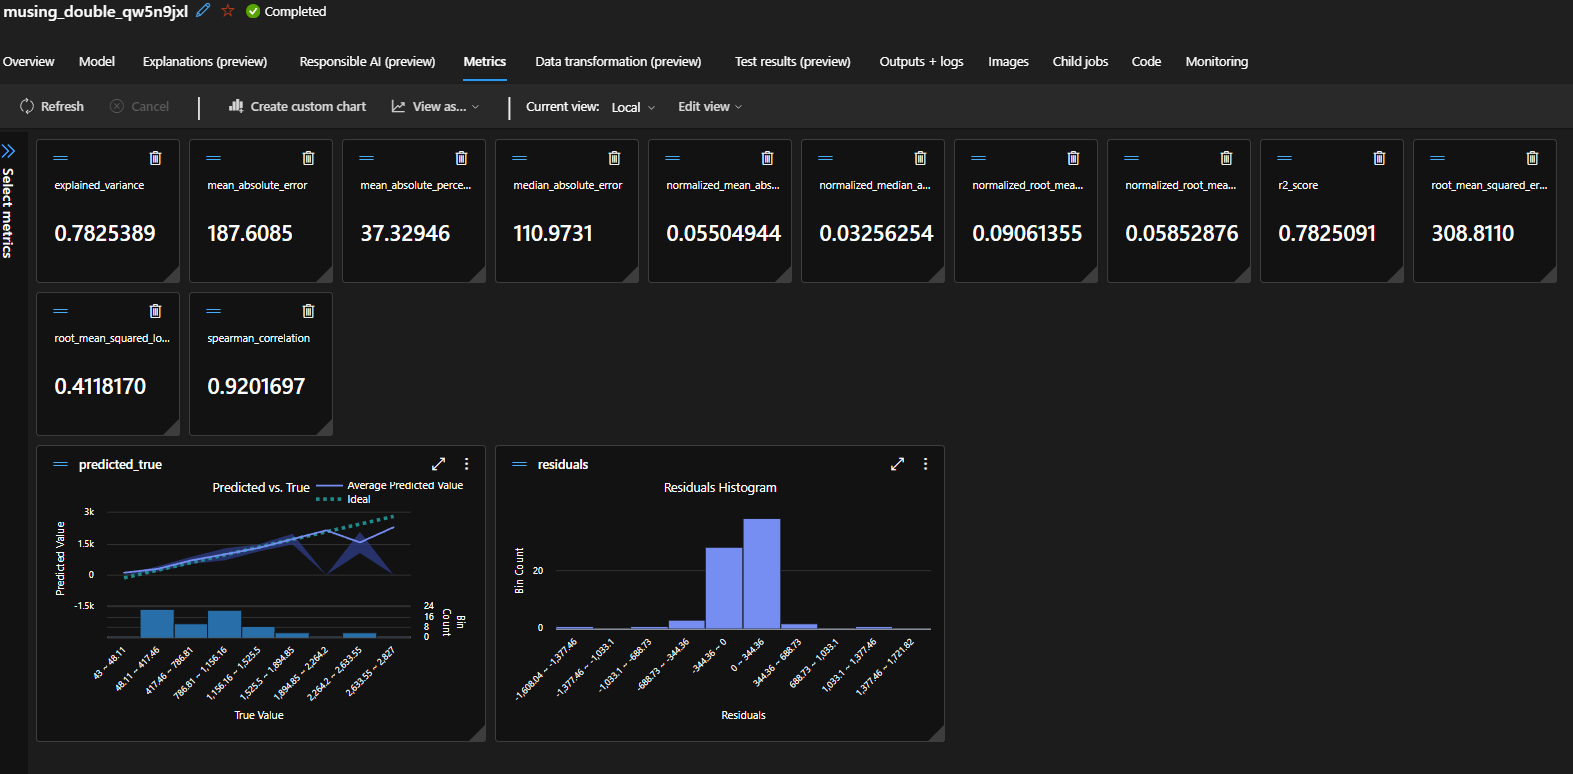 musing_double_qw5n9jxl Completed
Overview Model Explanations (preview) Responsible AI (preview) Metrics Data transformation (preview) Test results (preview) Outputs + logs Images Child jobs Code Monitoring
Refresh Cancel Create custom chart View as... Current view: Local Edit view
Select metrics
explained_variance mean_absolute_error mean_absolute_perce... median_absolute_error normalized_mean_abs... normalized_median_a... normalized_root_mea... normalized_root_mea... r2_score root_mean_squared_er...
0.7825389 187.6085 37.32946 110.9731 0.05504944 0.03256254 0.09061355 0.05852876 0.7825091 308.8110
root_mean_squared_lo... spearman_correlation
0.4118170 0.9201697
predicted_true
Predicted vs. True
Average Predicted Value
Ideal
Predicted Value
3k
1.5k
0
-1.5k
24
16
8
0
Bin
Count
43 ~ 48.11
48.11 ~ 417.46
417.46 ~ 786.81
786.81 ~ 1,156.16
1,156.16 ~ 1,525.5
1,525.5 ~ 1,894.85
1,894.85 ~ 2,264.2
2,264.2 ~ 2,633.55
2,633.55 ~ 2,827
True Value
residuals
Residuals Histogram
Bin Count
20
0
-1,608.04 ~ -1,377.46
-1,377.46 ~ -1,033.1
-1,033.1 ~ -688.73
-688.73 ~ -344.36
-344.36 ~ 0
0 ~ 344.36
344.36 ~ 688.73
688.73 ~ 1,033.1
1,033.1 ~ 1,377.46
1,377.46 ~ 1,721.82
Residuals